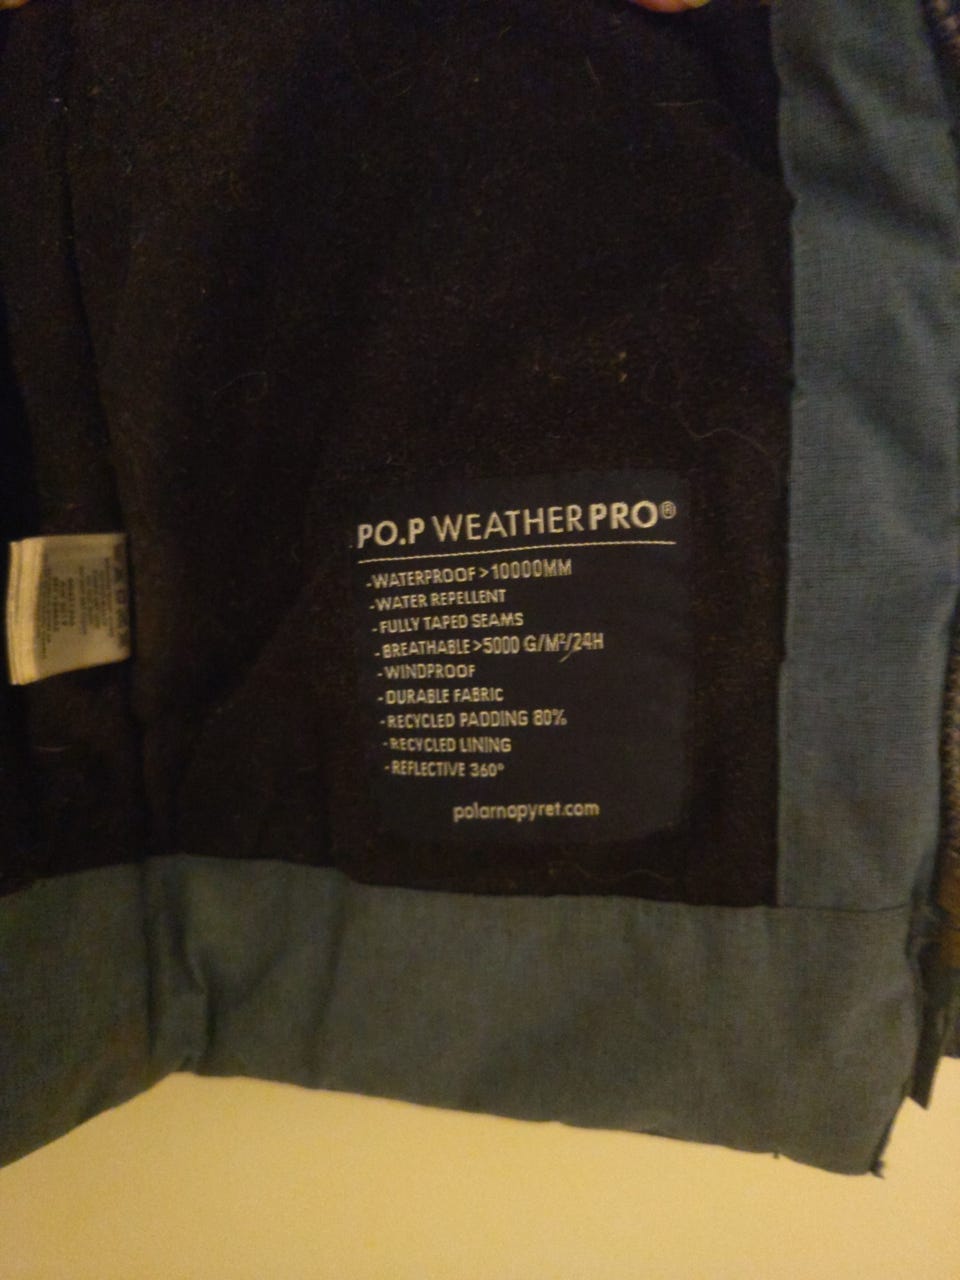 PO.P WEATHERPRO®
-WATERPROOF>10000MM
-WATER REPELLENT
-FULLY TAPED SEAMS
-BREATHABLE>5000 G/M²/24H
-WINDPROOF
-DURABLE FABRIC
-RECYCLED PADDING 80%
-RECYCLED LINING
-REFLECTIVE 360°
polarnopyret.com